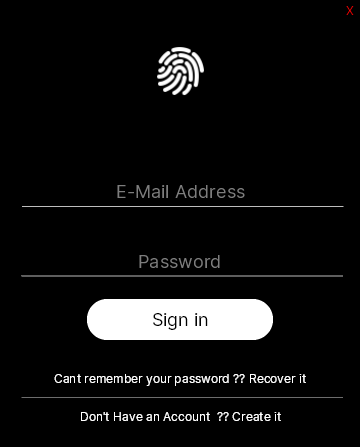 X
E-Mail Address
Password
Sign in
Cant remember your password ?? Recover it
Don't Have an Account  ?? Create it